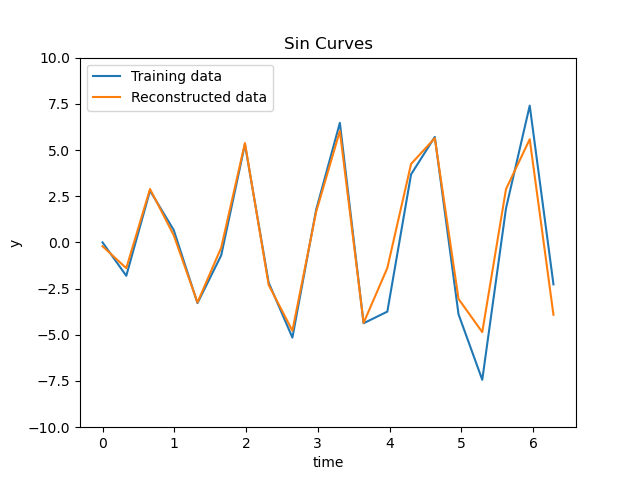 Sin Curves
Training data
Reconstructed data
10.0
7.5
5.0
2.5
0.0
−2.5
−5.0
−7.5
−10.0
y
0 1 2 3 4 5 6
time